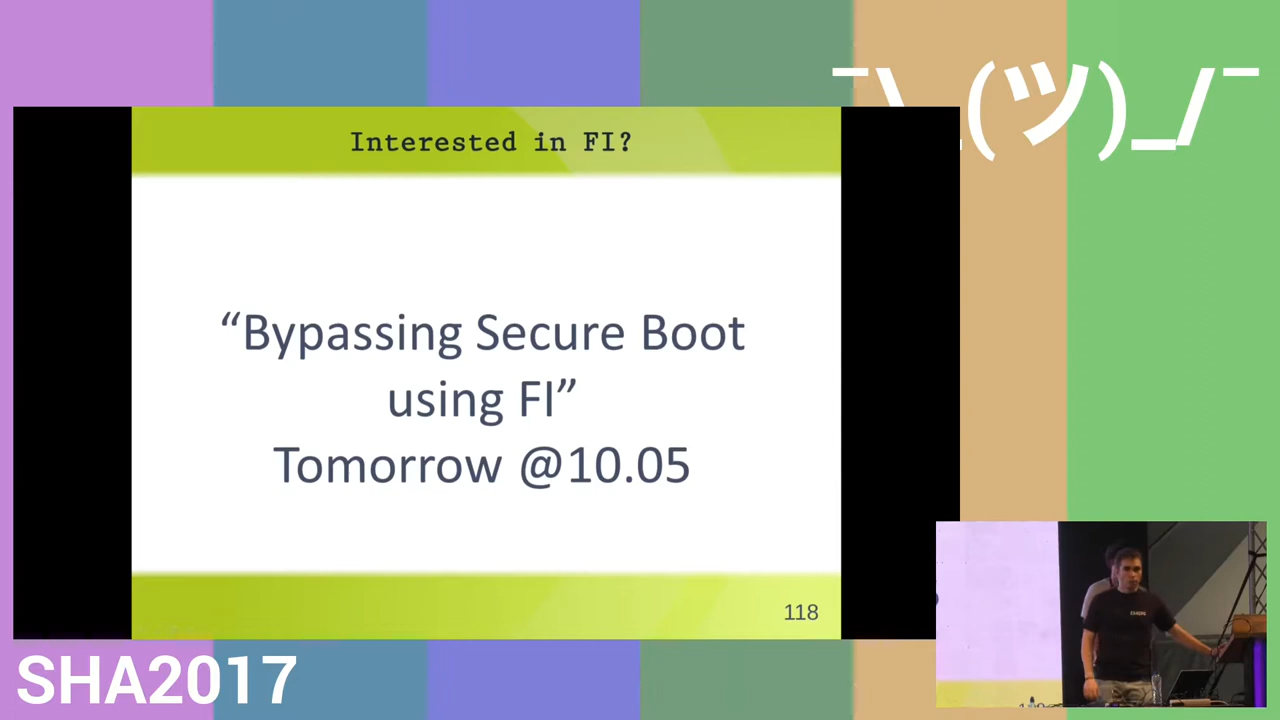 ¯\_(ツ)_/¯
Interested in FI?
“Bypassing Secure Boot
using FI”
Tomorrow @10.05
118
SHA2017